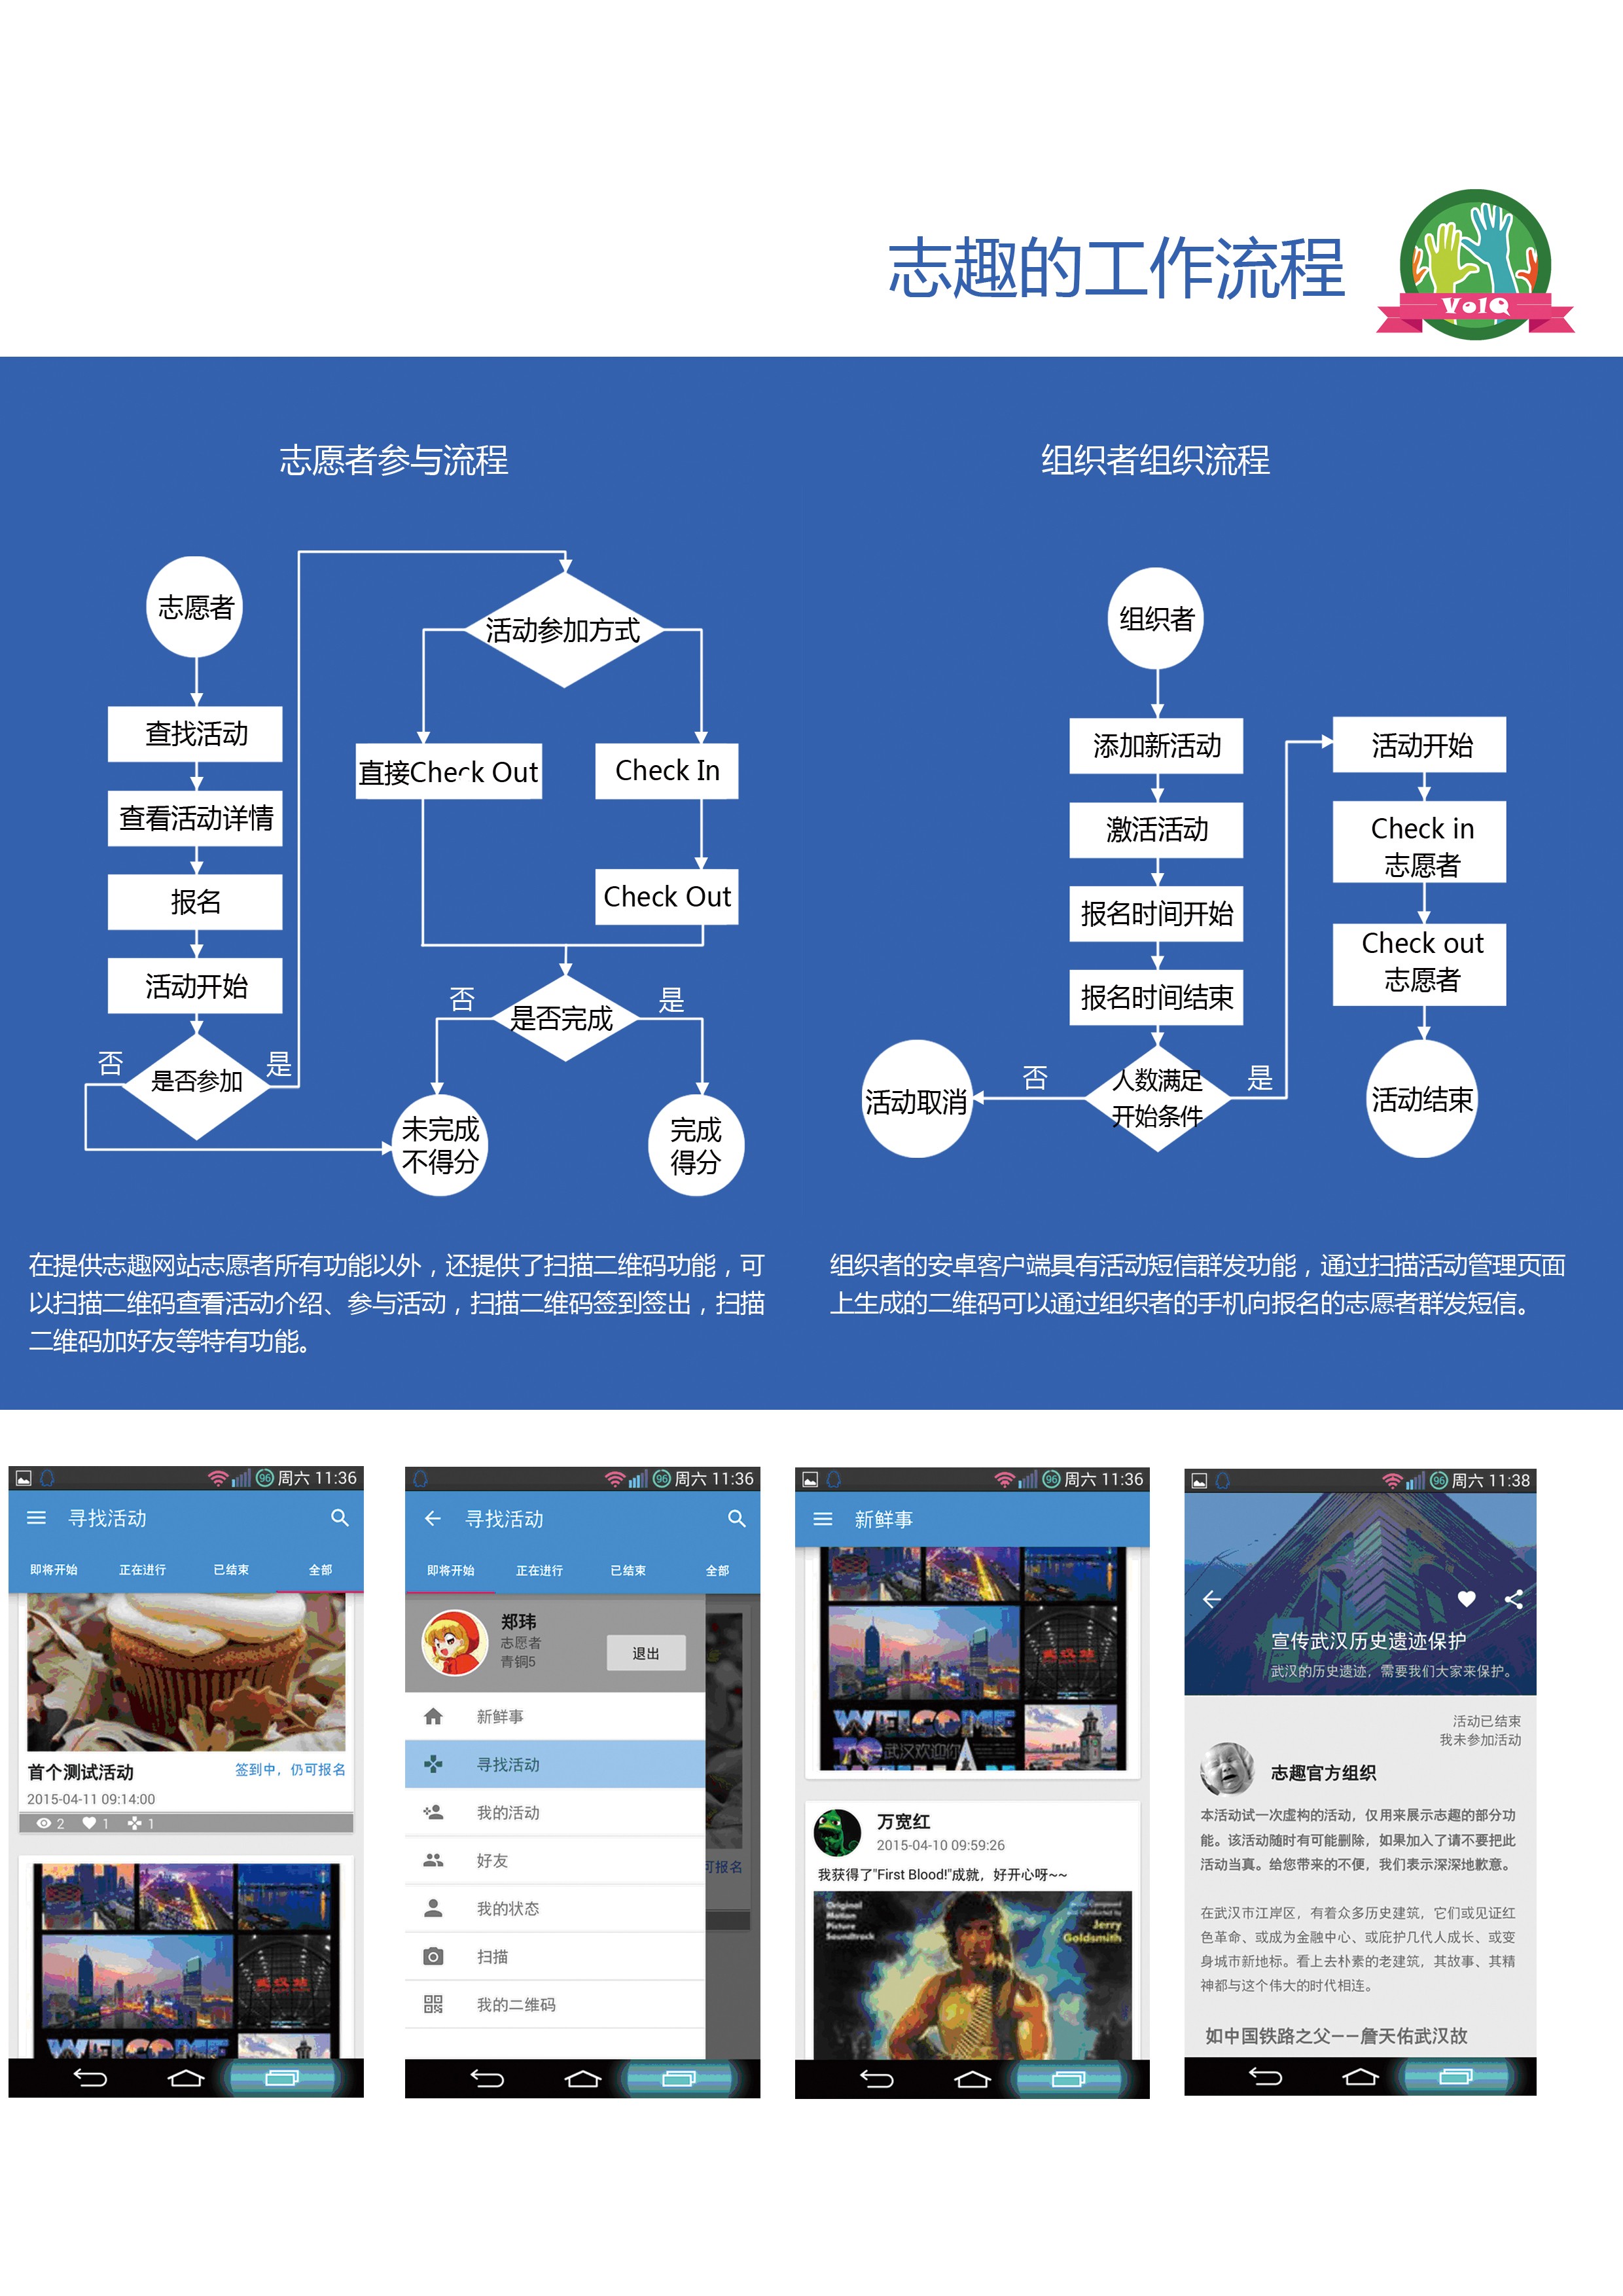 志趣的工作流程
VolQ
志愿者参与流程
志愿者
查找活动
查看活动详情
报名
活动开始
是否参加
否
是
活动参加方式
直接Check Out
Check In
Check Out
是否完成
否
是
未完成
不得分
完成
得分
在提供志趣网站志愿者所有功能以外，还提供了扫描二维码功能，可
以扫描二维码查看活动介绍、参与活动，扫描二维码签到签出，扫描
二维码加好友等特有功能。
组织者组织流程
组织者
添加新活动
激活活动
报名时间开始
报名时间结束
人数满足
开始条件
否
是
活动取消
活动开始
Check in
志愿者
Check out
志愿者
活动结束
组织者的安卓客户端具有活动短信群发功能，通过扫描活动管理页面
上生成的二维码可以通过组织者的手机向报名的志愿者群发短信。
96 周六 11:36
寻找活动
即将开始 正在进行 已结束 全部
首个测试活动
签到中，仍可报名
2015-04-11 09:14:00
2 1 1
武汉站
WELCOME
96 周六 11:36
寻找活动
即将开始 正在进行 已结束 全部
郑玮
志愿者
青铜5
退出
新鲜事
寻找活动
我的活动
好友
我的状态
扫描
我的二维码
可报名
96 周六 11:36
新鲜事
武汉站
WELCOME
TO 武汉欢迎你
万宽红
2015-04-10 09:59:26
我获得了"First Blood!"成就，好开心呀~~
Original
Motion
Picture
Soundtrack
Music Composed
and Conducted by
Jerry
Goldsmith
96 周六 11:38
宣传武汉历史遗迹保护
武汉的历史遗迹，需要我们大家来保护。
活动已结束
我未参加活动
志趣官方组织
本活动试一次虚构的活动，仅用来展示志趣的部分功
能。该活动随时有可能删除，如果加入了请不要把此
活动当真。给您带来的不便，我们表示深深地歉意。
在武汉市江岸区，有着众多历史建筑，它们或见证红
色革命、或成为金融中心、或庇护几代人成长、或变
身城市新地标。看上去朴素的老建筑，其故事、其精
神都与这个伟大的时代相连。
如中国铁路之父——詹天佑武汉故